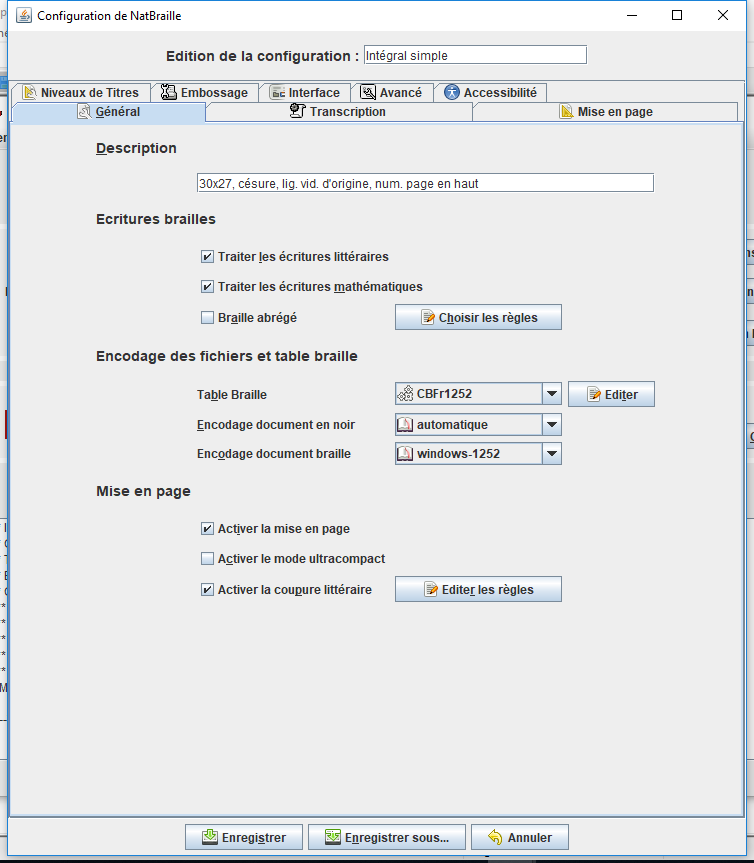 Configuration de NatBraille
Edition de la configuration : Intégral simple
Niveaux de Titres Embossage Interface Avancé Accessibilité
Général Transcription Mise en page
Description
30x27, césure, lig. vid. d'origine, num. page en haut
Ecritures brailles
Traiter les écritures littéraires
Traiter les écritures mathématiques
Braille abrégé Choisir les règles
Encodage des fichiers et table braille
Table Braille CBFr1252 Editer
Encodage document en noir automatique
Encodage document braille windows-1252
Mise en page
Activer la mise en page
Activer le mode ultracompact
Activer la coupure littéraire Editer les règles
Enregistrer Enregistrer sous... Annuler